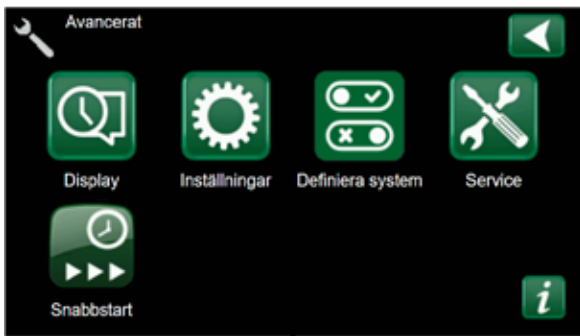 Avancerat
Display Inställningar Definiera system Service
Snabbstart
i